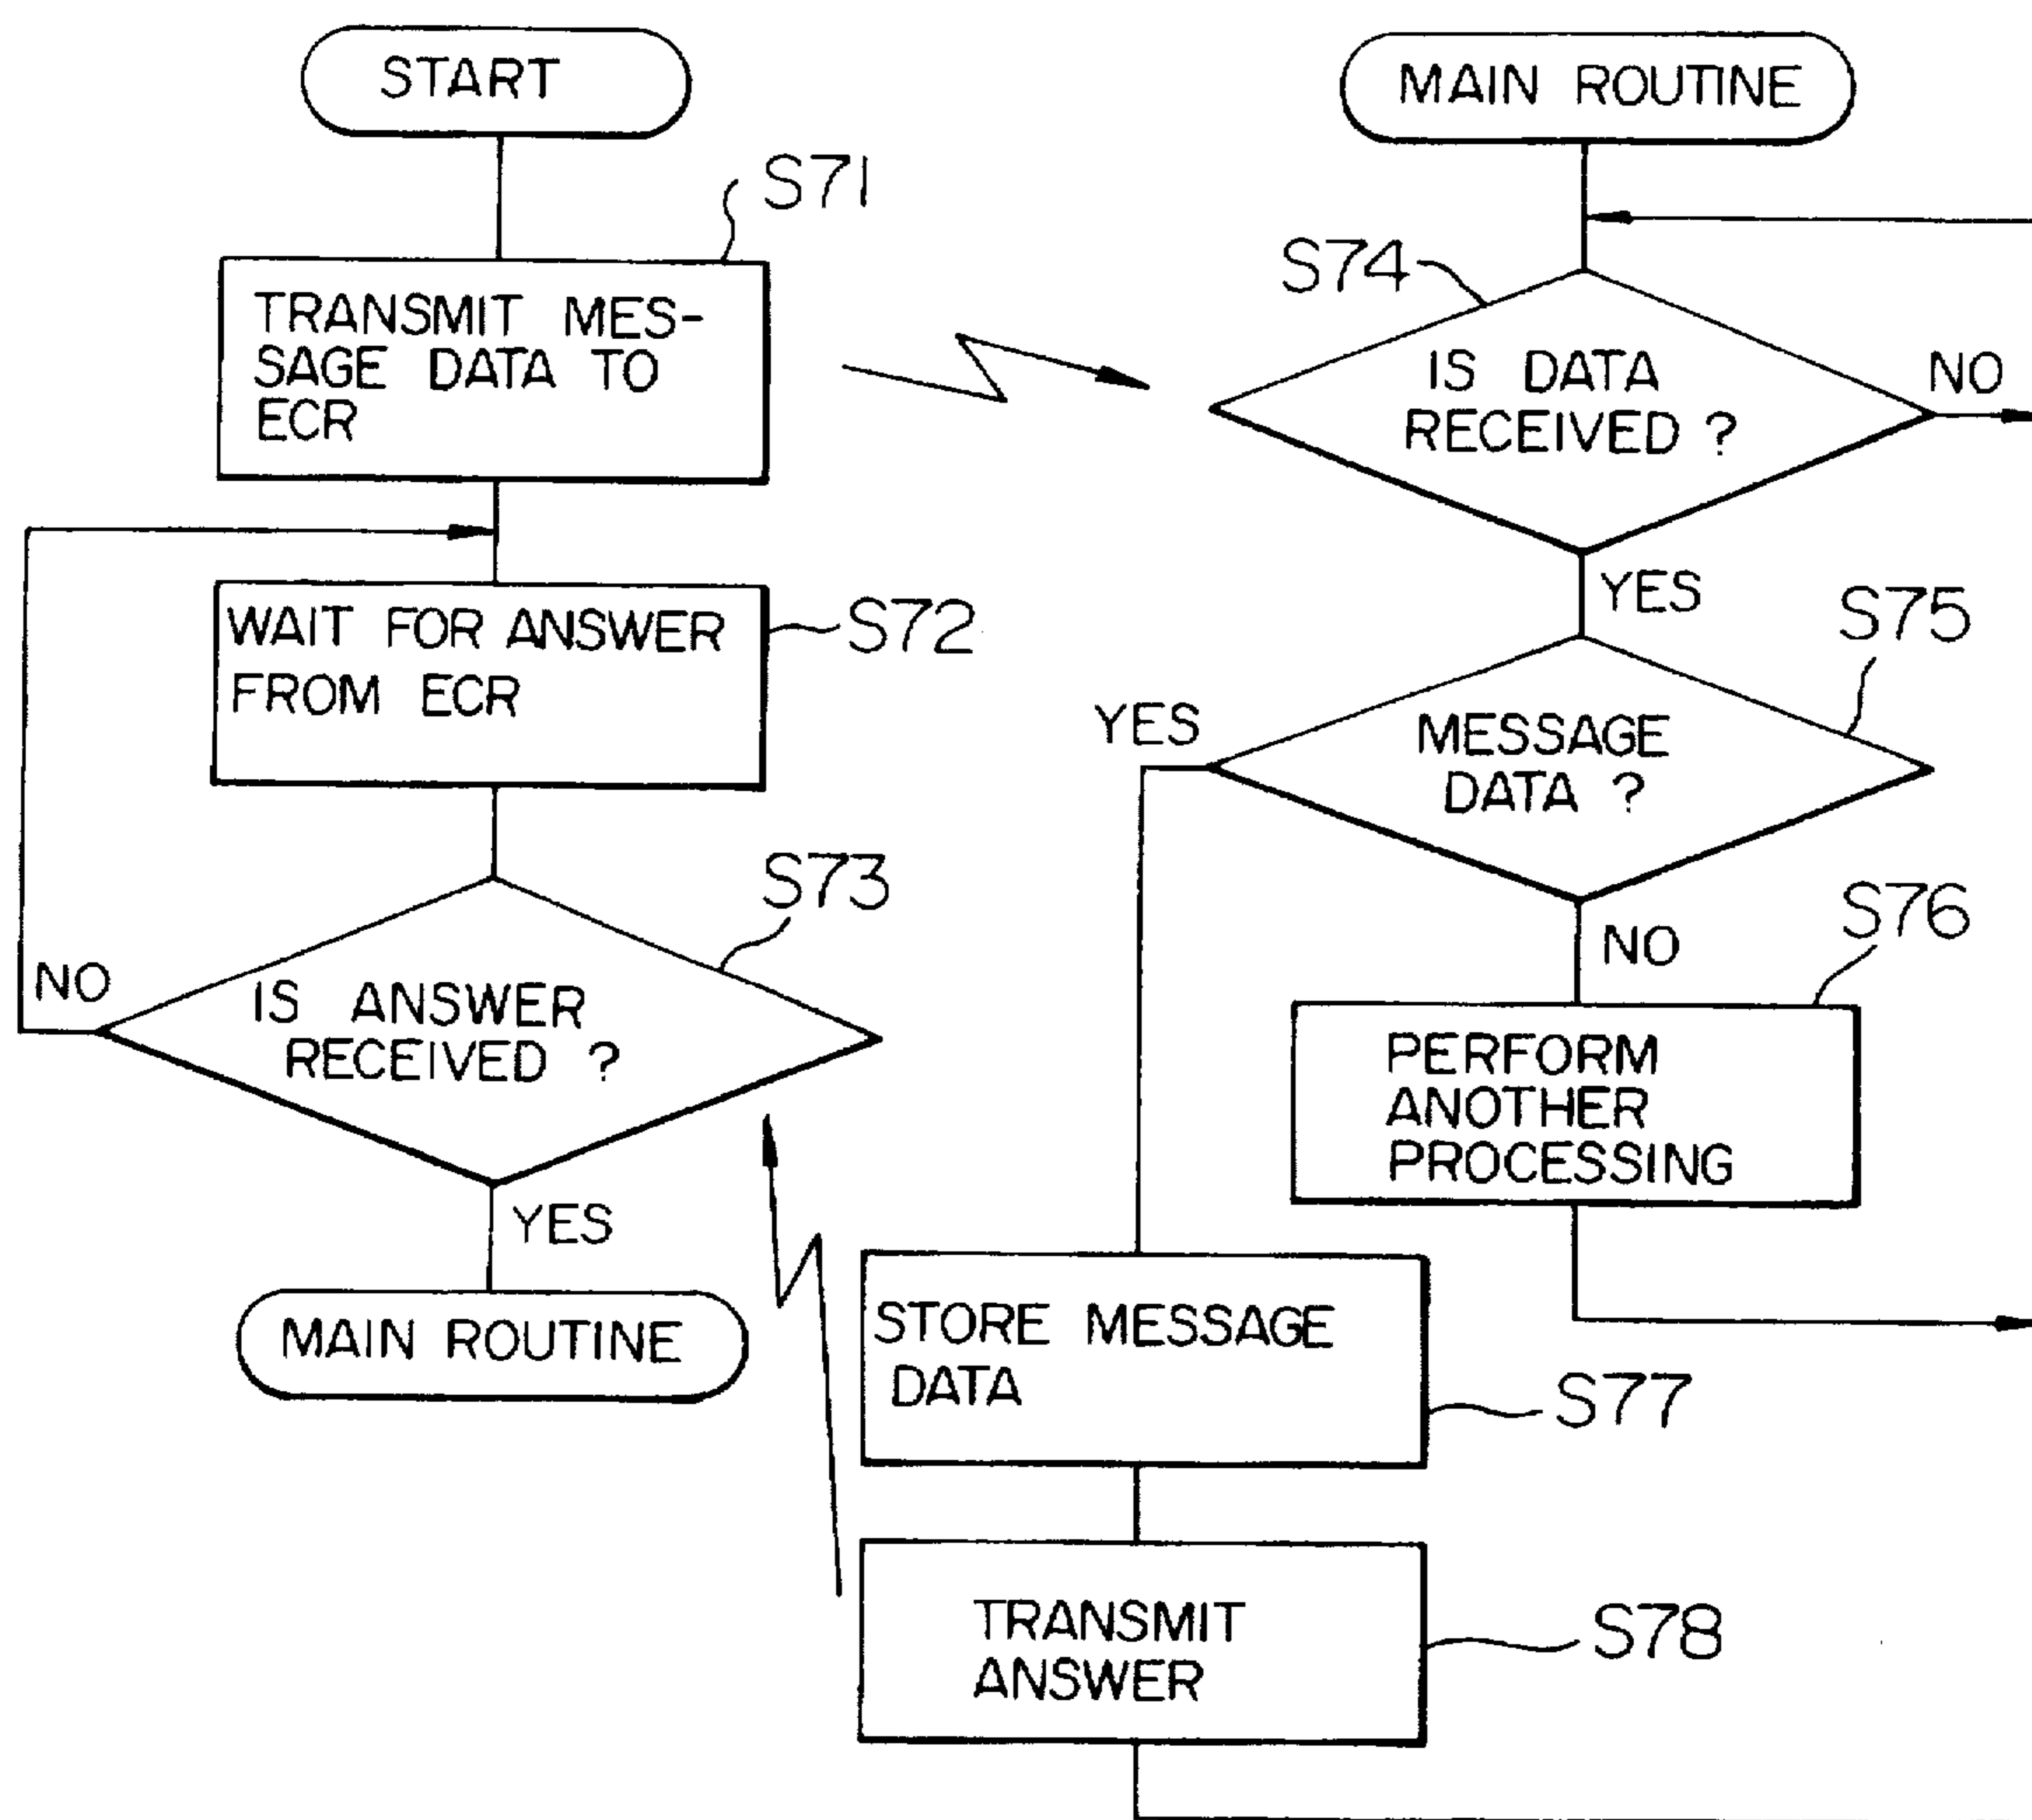 START
S71
TRANSMIT MES-
SAGE DATA TO
ECR
WAIT FOR ANSWER
FROM ECR
S72
S73
NO
IS ANSWER
RECEIVED ?
YES
MAIN ROUTINE
MAIN ROUTINE
S74
IS DATA
RECEIVED ?
NO
YES
S75
YES
MESSAGE
DATA ?
NO
S76
PERFORM
ANOTHER
PROCESSING
STORE MESSAGE
DATA
S77
TRANSMIT
ANSWER
S78